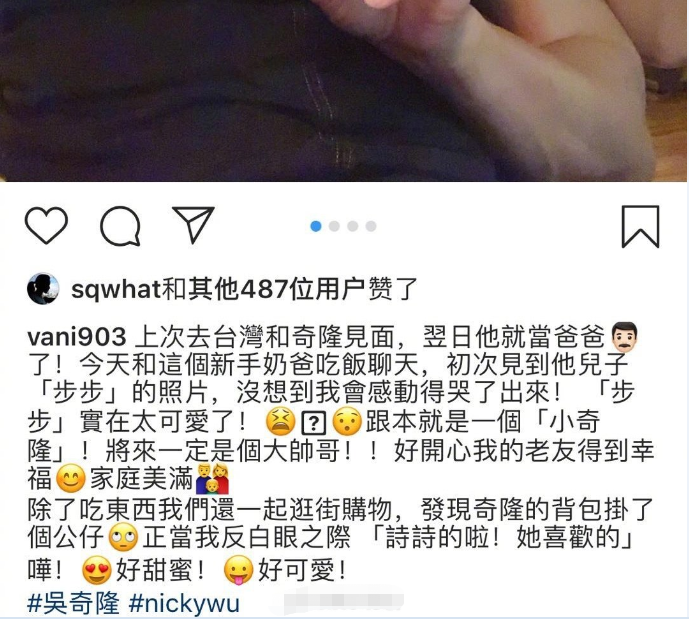 sqwhat和其他487位用户赞了
vani903 上次去台灣和奇隆見面，翌日他就當爸爸👨🏻
了！今天和這個新手奶爸吃飯聊天，初次見到他兒子
「步步」的照片，沒想到我會感動得哭了出來！「步
步」實在太可愛了！😫⍰😯跟本就是一個「小奇
隆」！將來一定是個大帥哥！！好開心我的老友得到幸
福😊家庭美滿👨‍👩‍👦
除了吃東西我們還一起逛街購物，發現奇隆的背包掛了
個公仔🙄正當我反白眼之際 「詩詩的啦！她喜歡的」
嘩！😍好甜蜜！😛好可愛！
#吳奇隆 #nickywu